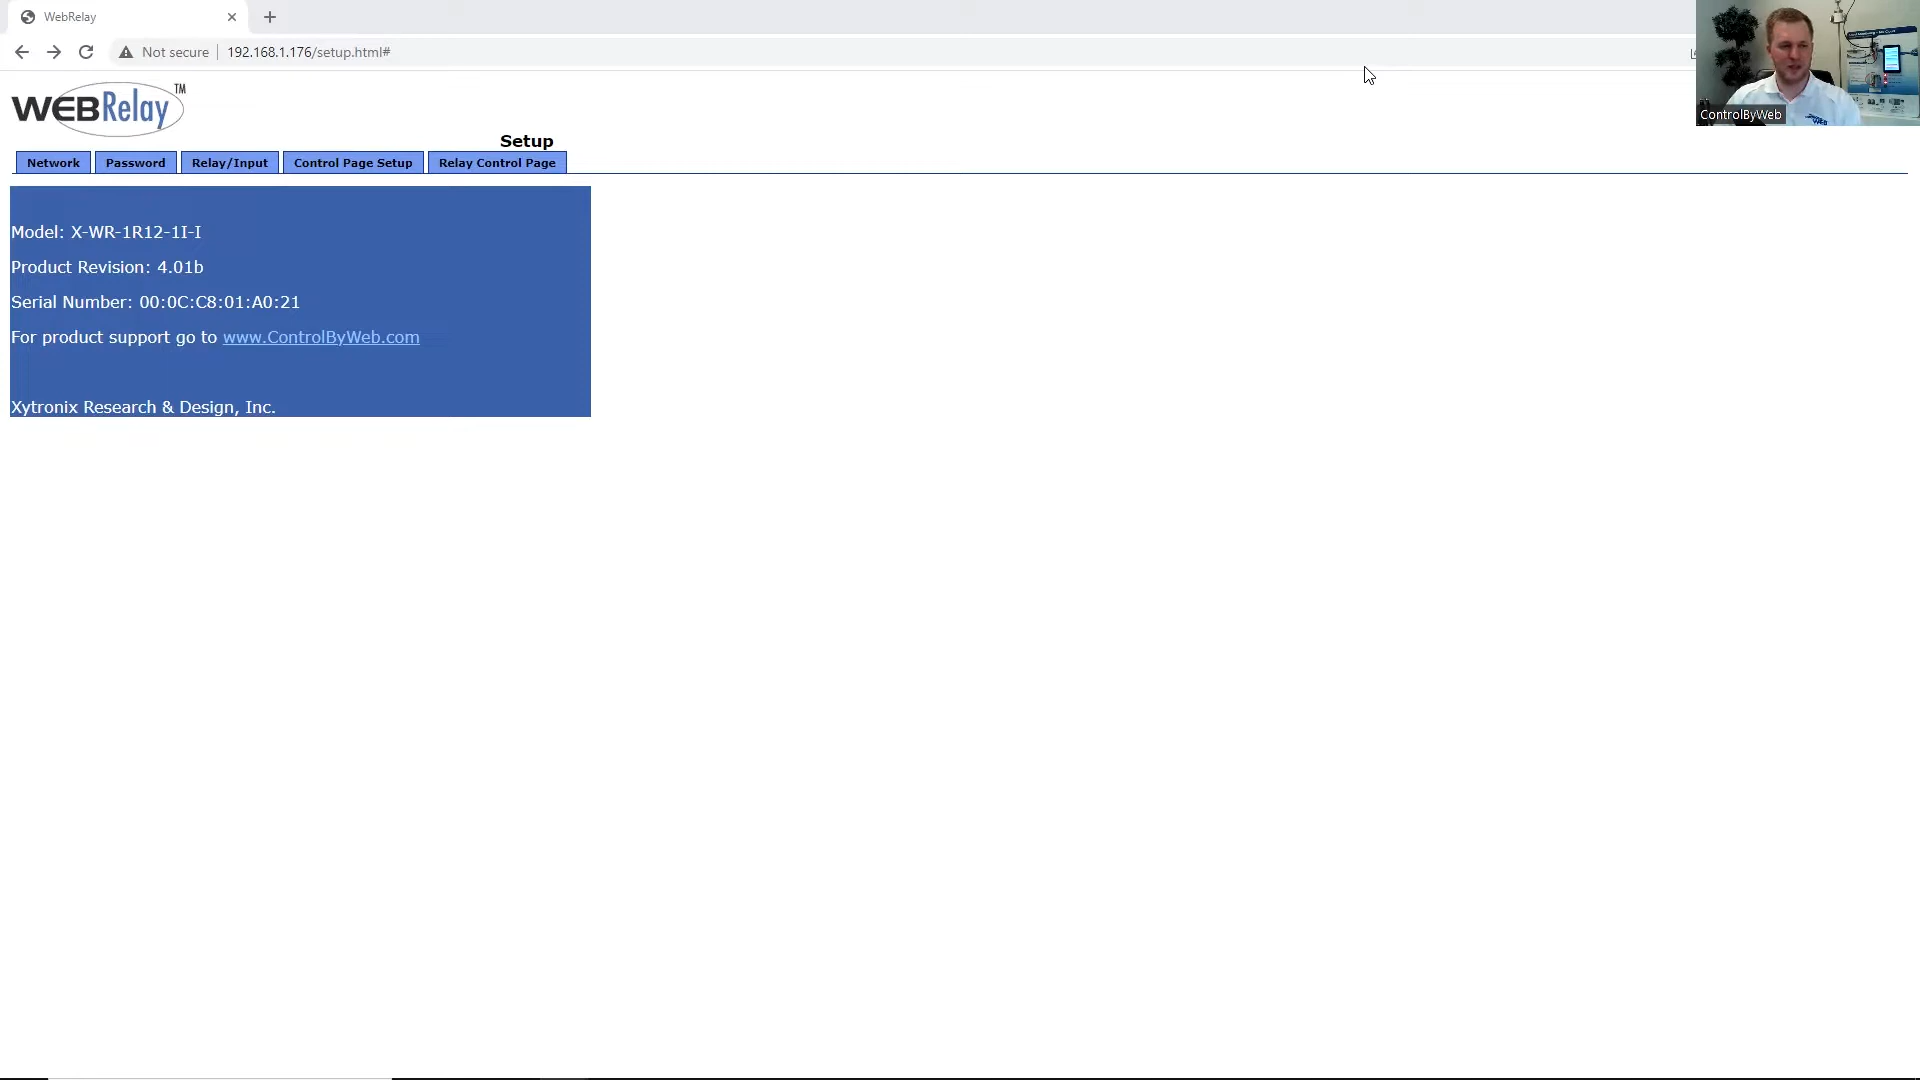 WebRelay
Not secure
192.168.1.176/setup.html#
WEBRelay™
ControlByWeb
Setup
Network
Password
Relay/Input
Control Page Setup
Relay Control Page
Model: X-WR-1R12-1I-I
Product Revision: 4.01b
Serial Number: 00:0C:C8:01:A0:21
For product support go to www.ControlByWeb.com
Xytronix Research & Design, Inc.